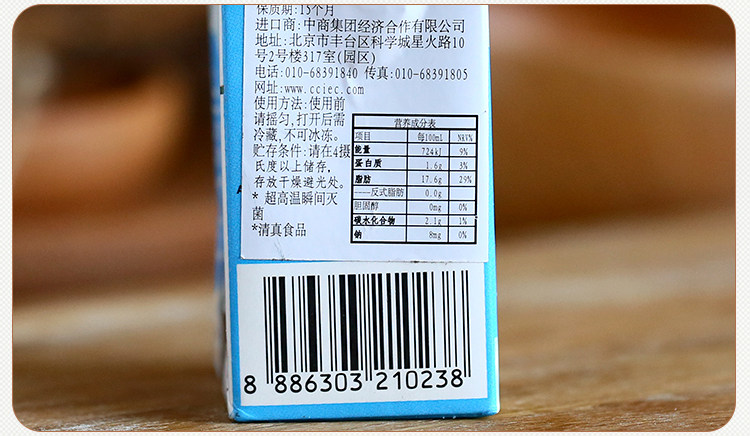 保质期:15个月
进口商:中商集团经济合作有限公司
地址:北京市丰台区科学城星火路10
号2号楼317室(园区)
电话:010-68391840 传真:010-68391805
网址:www.cciec.com
使用方法:使用前
请摇匀,打开后需
冷藏,不可冰冻。
贮存条件:请在4摄
氏度以上储存,
存放干燥避光处。
* 超高温瞬间灭
菌
*清真食品
营养成分表
项目 每100ml NRV%
能量 724kJ 9%
蛋白质 1.6g 3%
脂肪 17.6g 29%
——反式脂肪 0.0g
胆固醇 0mg 0%
碳水化合物 2.1g 1%
钠 8mg 0%
8 886303 210238